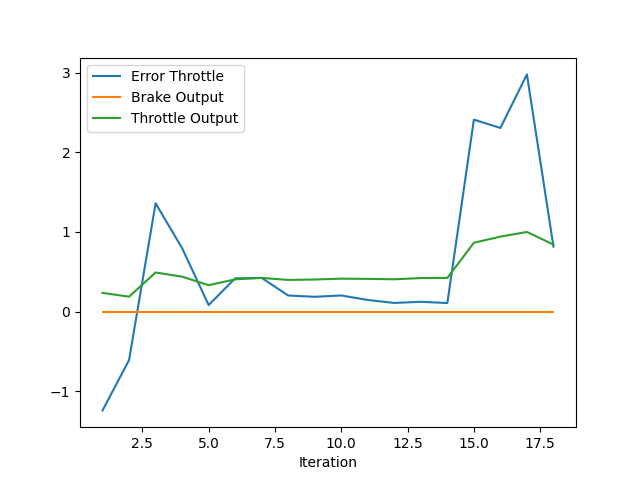 Error Throttle
Brake Output
Throttle Output
3
2
1
0
−1
2.5 5.0 7.5 10.0 12.5 15.0 17.5
Iteration